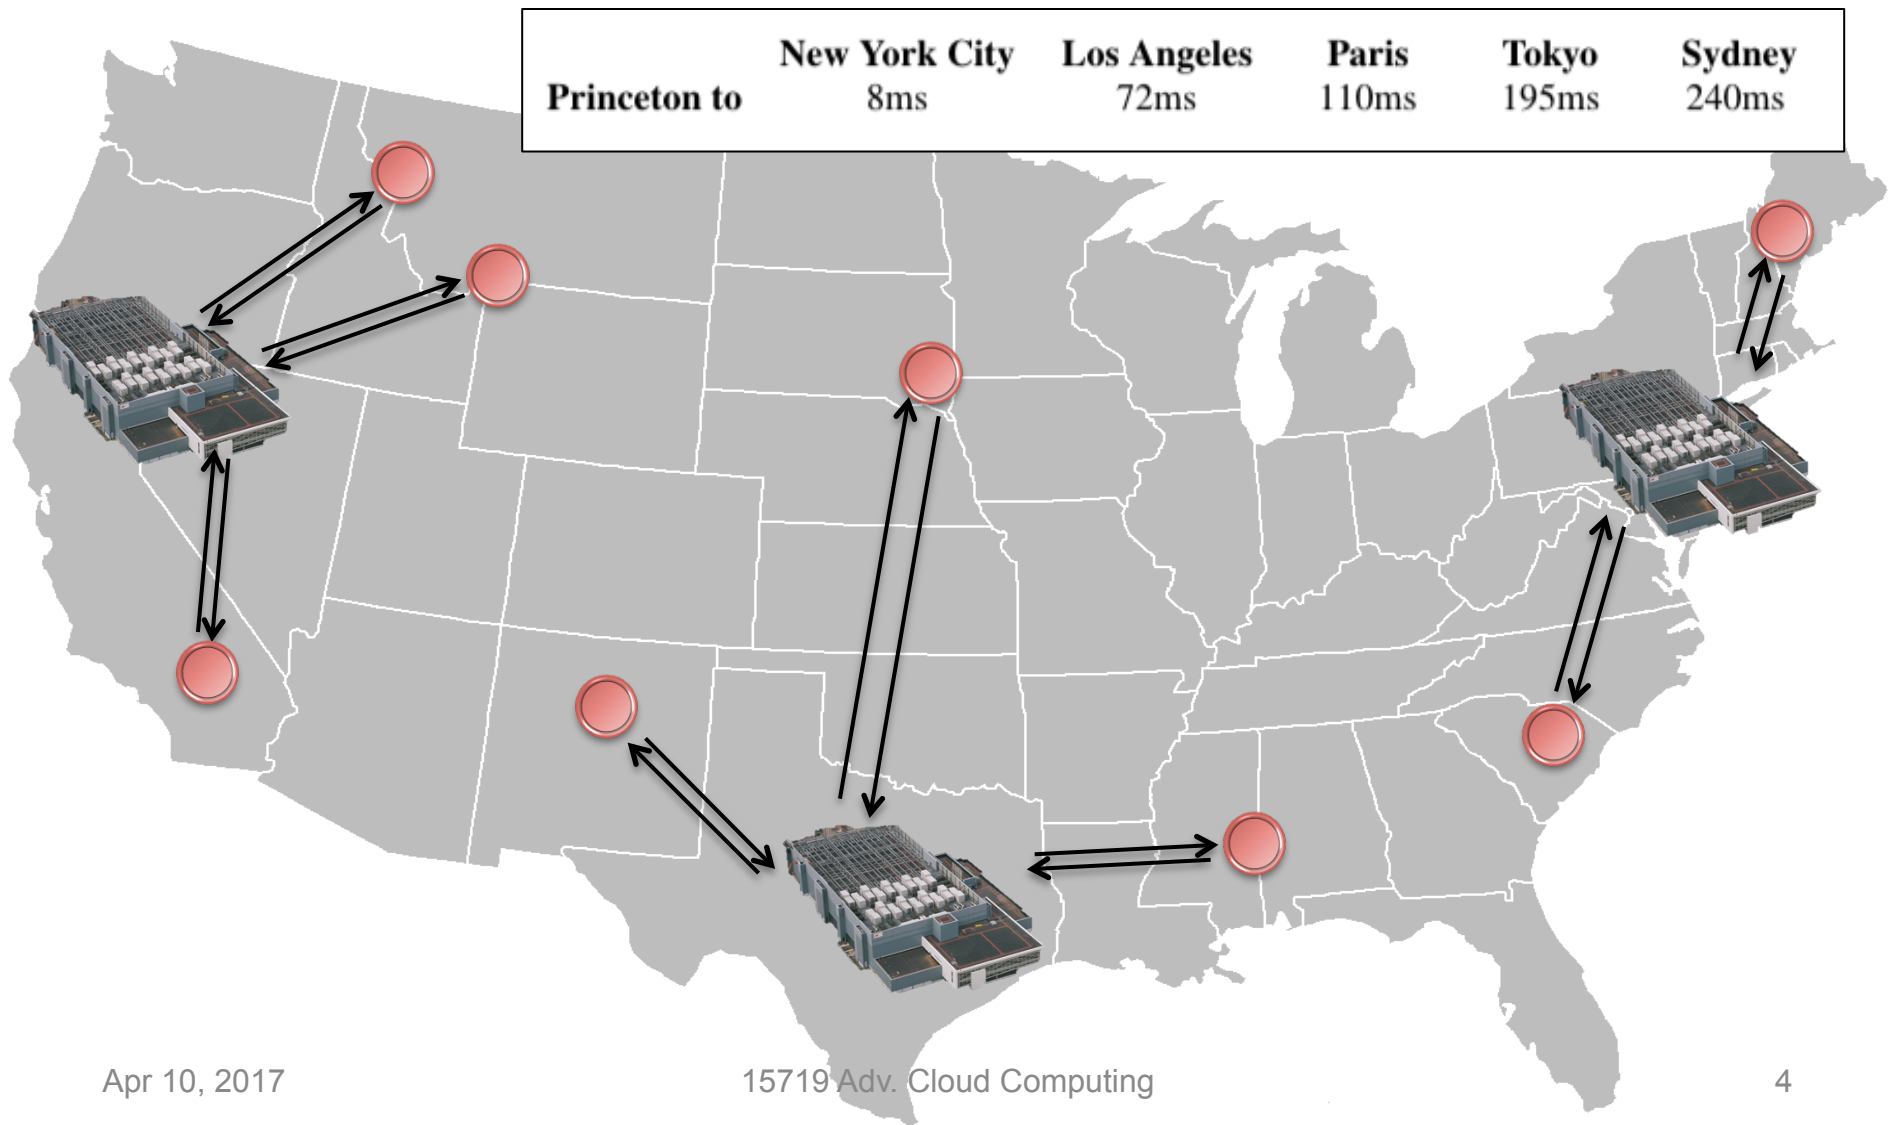 New York City Los Angeles Paris Tokyo Sydney
Princeton to 8ms 72ms 110ms 195ms 240ms
Apr 10, 2017 15719 Adv. Cloud Computing 4